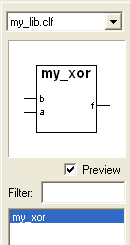 my_lib.clf
my_xor
b
f
a
Preview
Filter:
my_xor